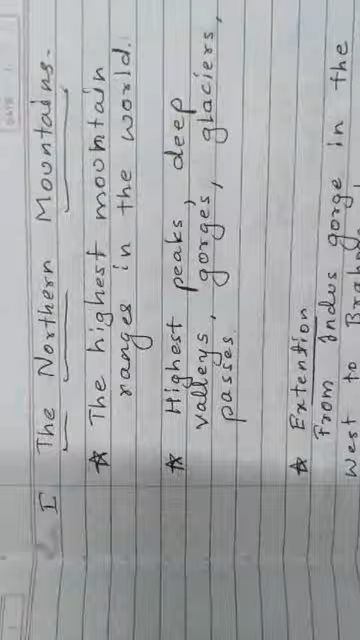 I The Northern Mountains.
☆ The highest mountain
ranges in the world.
☆ Highest peaks, deep
valleys, gorges, glaciers,
passes.
☆ Extention
From Indus gorge in the
West to
DATE